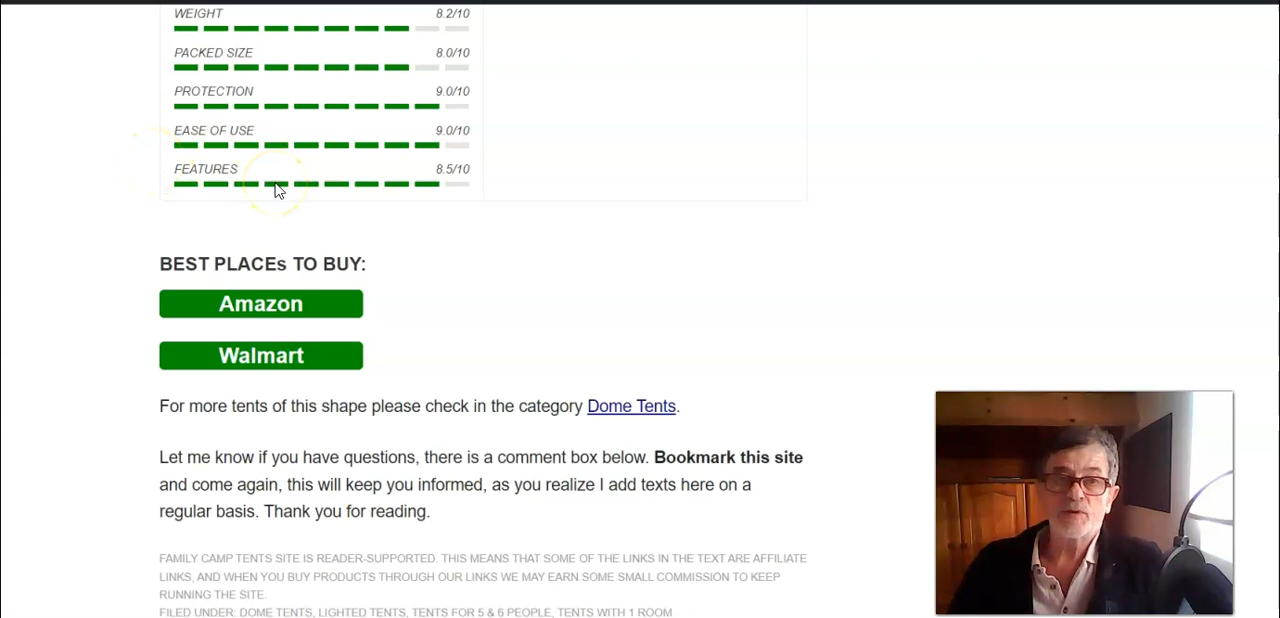 WEIGHT 8.2/10
PACKED SIZE 8.0/10
PROTECTION 9.0/10
EASE OF USE 9.0/10
FEATURES 8.5/10
BEST PLACEs TO BUY:
Amazon
Walmart
For more tents of this shape please check in the category Dome Tents.
Let me know if you have questions, there is a comment box below. Bookmark this site
and come again, this will keep you informed, as you realize I add texts here on a
regular basis. Thank you for reading.
FAMILY CAMP TENTS SITE IS READER-SUPPORTED. THIS MEANS THAT SOME OF THE LINKS IN THE TEXT ARE AFFILIATE
LINKS, AND WHEN YOU BUY PRODUCTS THROUGH OUR LINKS WE MAY EARN SOME SMALL COMMISSION TO KEEP
RUNNING THE SITE.
FILED UNDER: DOME TENTS, LIGHTED TENTS, TENTS FOR 5 & 6 PEOPLE, TENTS WITH 1 ROOM